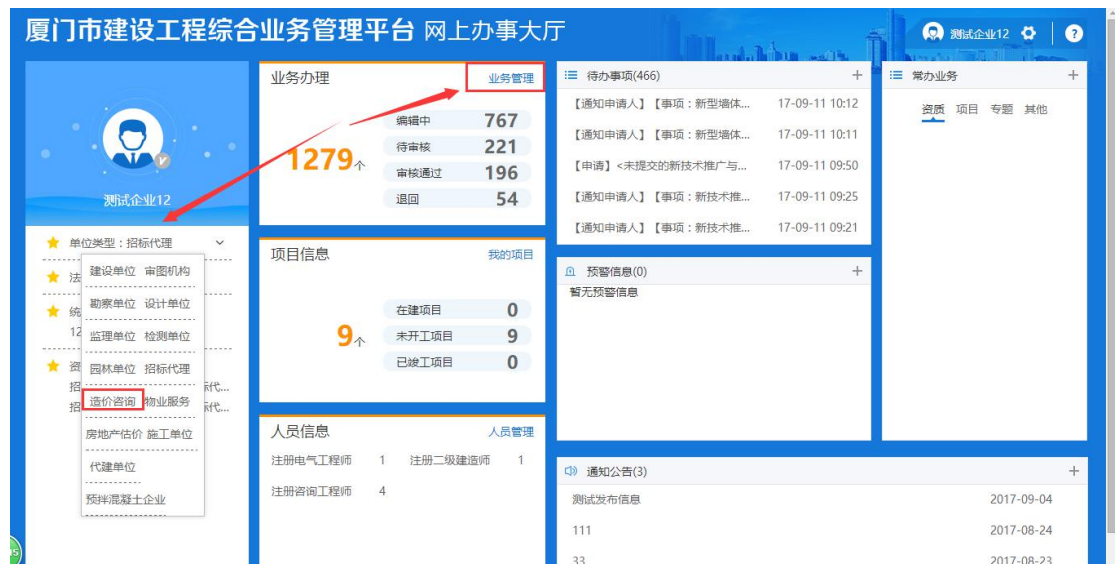 厦门市建设工程综合业务管理平台 网上办事大厅
测试企业12
?
测试企业12
单位类型：招标代理
法
统
12
资
招
标代...
招
标代...
建设单位 审图机构
勘察单位 设计单位
监理单位 检测单位
园林单位 招标代理
造价咨询 物业服务
房地产估价 施工单位
代建单位
预拌混凝土企业
业务办理 业务管理
1279个
编辑中 767
待审核 221
审核通过 196
退回 54
项目信息 我的项目
9个
在建项目 0
未开工项目 9
已竣工项目 0
人员信息 人员管理
注册电气工程师 1 注册二级建造师 1
注册咨询工程师 4
待办事项(466) +
【通知申请人】【事项：新型墙体... 17-09-11 10:12
【通知申请人】【事项：新型墙体... 17-09-11 10:11
【申请】<未提交的新技术推广与... 17-09-11 09:50
【通知申请人】【事项：新技术推... 17-09-11 09:25
【通知申请人】【事项：新技术推... 17-09-11 09:21
预警信息(0) +
暂无预警信息
常办业务 +
资质 项目 专题 其他
通知公告(3) +
测试发布信息 2017-09-04
111 2017-08-24
33 2017-08-23